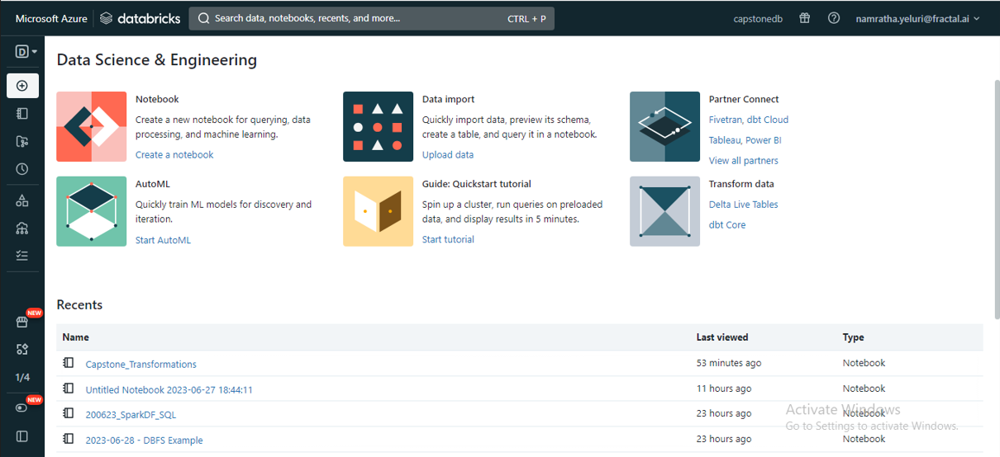 Microsoft Azure databricks Search data, notebooks, recents, and more... CTRL + P capstonedb namratha.yeluri@fractal.ai
D
Data Science & Engineering
Notebook
Create a new notebook for querying, data
processing, and machine learning.
Create a notebook
Data import
Quickly import data, preview its schema,
create a table, and query it in a notebook.
Upload data
Partner Connect
Fivetran, dbt Cloud
Tableau, Power BI
View all partners
AutoML
Quickly train ML models for discovery and
iteration.
Start AutoML
Guide: Quickstart tutorial
Spin up a cluster, run queries on preloaded
data, and display results in 5 minutes.
Start tutorial
Transform data
Delta Live Tables
dbt Core
Recents
NEW
1/4
NEW
Name Last viewed Type
Capstone_Transformations 53 minutes ago Notebook
Untitled Notebook 2023-06-27 18:44:11 11 hours ago Notebook
200623_SparkDF_SQL 23 hours ago Notebook
2023-06-28 - DBFS Example 23 hours ago Notebook
Activate Windows
Go to Settings to activate Windows.